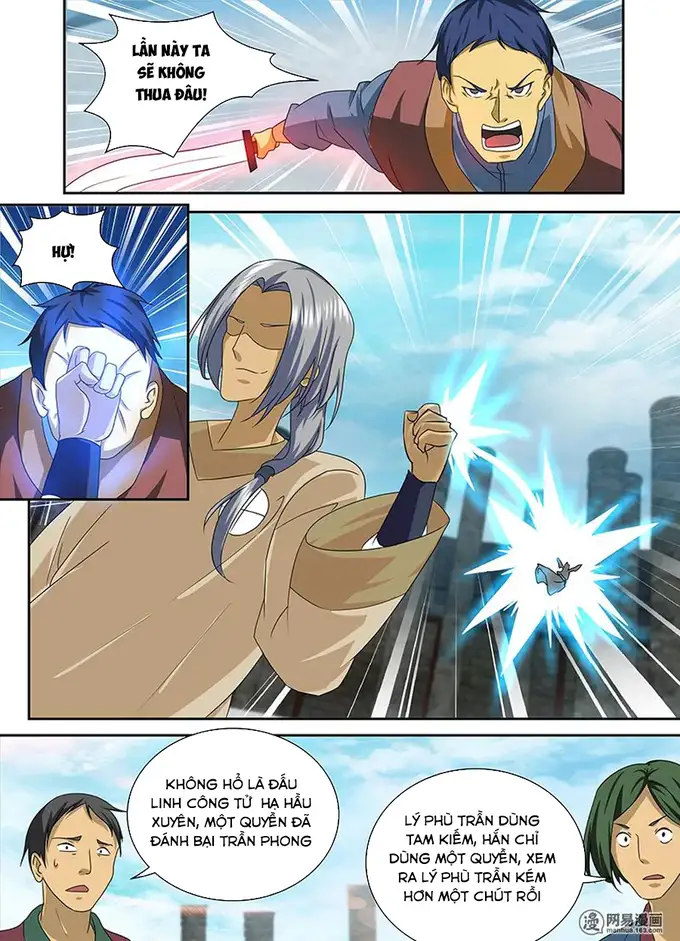 LẦN NÀY TA
SẼ KHÔNG
THUA ĐÂU!
HỰ!
KHÔNG HỔ LÀ ĐẤU
LINH CÔNG TỬ HẠ HẦU
XUYÊN, MỘT QUYỀN ĐÃ
ĐÁNH BẠI TRẦN PHONG
LÝ PHÙ TRẦN DÙNG
TAM KIẾM, HẮN CHỈ
DÙNG MỘT QUYỀN, XEM
RA LÝ PHÙ TRẦN KÉM
HƠN MỘT CHÚT RỒI
漫 网易漫画
manhua.163.com